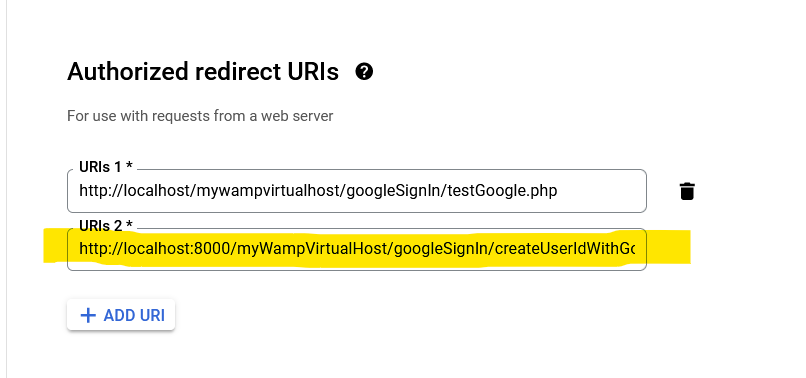 Authorized redirect URIs ?
For use with requests from a web server
URIs 1 *
http://localhost/mywampvirtualhost/googleSignIn/testGoogle.php
URIs 2 *
http://localhost:8000/myWampVirtualHost/googleSignIn/createUserIdWithGo
+ ADD URI